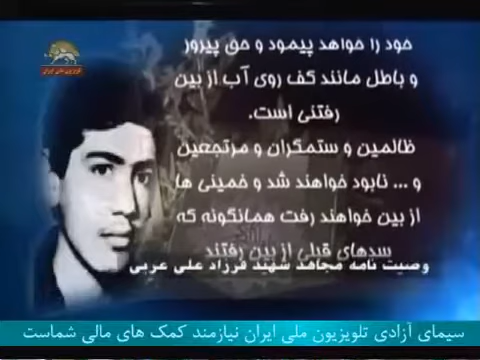 خود را خواهد پیمود و حق پیروز
و باطل مانند کف روی آب از بین
رفتنی است.
ظالمین و ستمگران و مرتجعین
و ... نابود خواهند شد و خمینی ها
از بین خواهند رفت همانگونه که
سدهای قبلی از بین رفتند
وصیت نامه مجاهد شهید فرزاد علی عربی
سیمای آزادی تلویزیون ملی ایران نیازمند کمک های مالی شماست